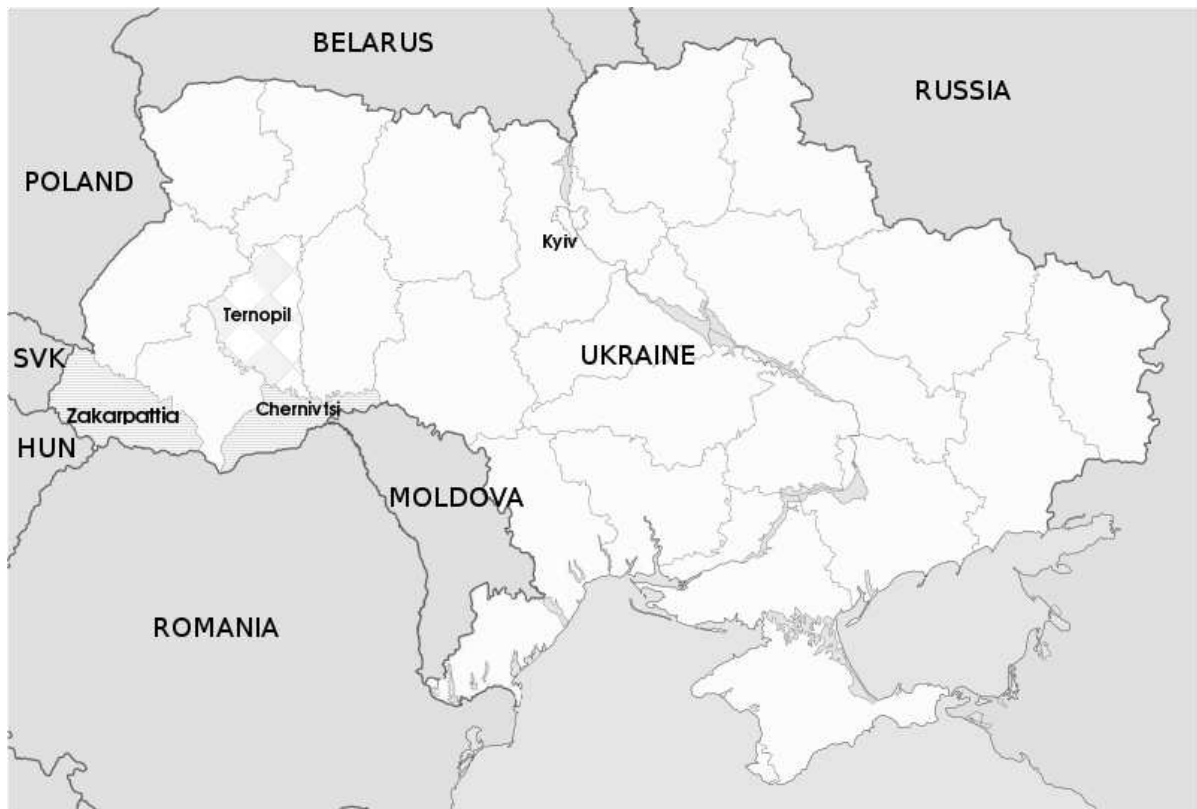 BELARUS
RUSSIA
POLAND
Kyiv
Ternopil
UKRAINE
SVK
Zakarpattia
Chernivtsi
HUN
MOLDOVA
ROMANIA